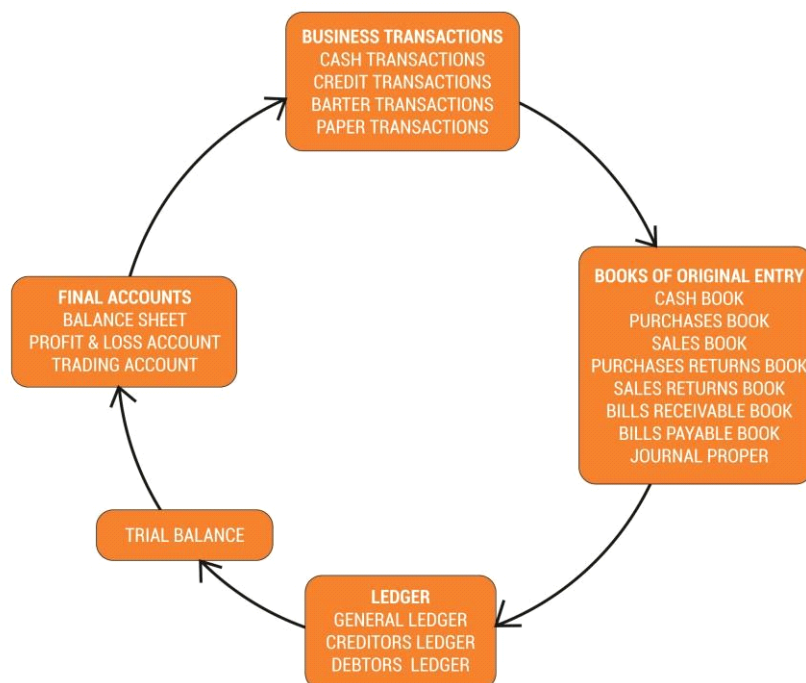 BUSINESS TRANSACTIONS
CASH TRANSACTIONS
CREDIT TRANSACTIONS
BARTER TRANSACTIONS
PAPER TRANSACTIONS
BOOKS OF ORIGINAL ENTRY
CASH BOOK
PURCHASES BOOK
SALES BOOK
PURCHASES RETURNS BOOK
SALES RETURNS BOOK
BILLS RECEIVABLE BOOK
BILLS PAYABLE BOOK
JOURNAL PROPER
LEDGER
GENERAL LEDGER
CREDITORS LEDGER
DEBTORS LEDGER
TRIAL BALANCE
FINAL ACCOUNTS
BALANCE SHEET
PROFIT & LOSS ACCOUNT
TRADING ACCOUNT